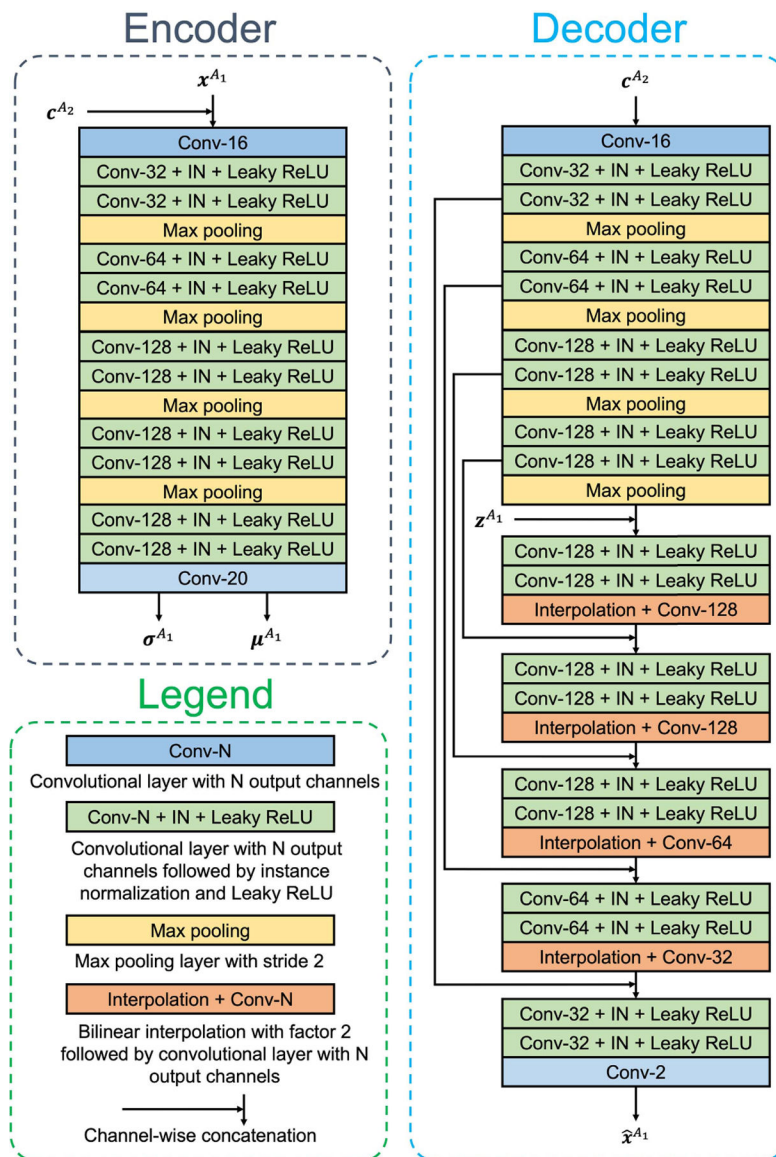 Encoder
x^{A_1}
c^{A_2}
Conv-16
Conv-32 + IN + Leaky ReLU
Conv-32 + IN + Leaky ReLU
Max pooling
Conv-64 + IN + Leaky ReLU
Conv-64 + IN + Leaky ReLU
Max pooling
Conv-128 + IN + Leaky ReLU
Conv-128 + IN + Leaky ReLU
Max pooling
Conv-128 + IN + Leaky ReLU
Conv-128 + IN + Leaky ReLU
Max pooling
Conv-128 + IN + Leaky ReLU
Conv-128 + IN + Leaky ReLU
Conv-20
σ^{A_1} μ^{A_1}
Legend
Conv-N
Convolutional layer with N output channels
Conv-N + IN + Leaky ReLU
Convolutional layer with N output
channels followed by instance
normalization and Leaky ReLU
Max pooling
Max pooling layer with stride 2
Interpolation + Conv-N
Bilinear interpolation with factor 2
followed by convolutional layer with N
output channels
Channel-wise concatenation
Decoder
c^{A_2}
Conv-16
Conv-32 + IN + Leaky ReLU
Conv-32 + IN + Leaky ReLU
Max pooling
Conv-64 + IN + Leaky ReLU
Conv-64 + IN + Leaky ReLU
Max pooling
Conv-128 + IN + Leaky ReLU
Conv-128 + IN + Leaky ReLU
Max pooling
Conv-128 + IN + Leaky ReLU
Conv-128 + IN + Leaky ReLU
Max pooling
z^{A_1}
Conv-128 + IN + Leaky ReLU
Conv-128 + IN + Leaky ReLU
Interpolation + Conv-128
Conv-128 + IN + Leaky ReLU
Conv-128 + IN + Leaky ReLU
Interpolation + Conv-128
Conv-128 + IN + Leaky ReLU
Conv-128 + IN + Leaky ReLU
Interpolation + Conv-64
Conv-64 + IN + Leaky ReLU
Conv-64 + IN + Leaky ReLU
Interpolation + Conv-32
Conv-32 + IN + Leaky ReLU
Conv-32 + IN + Leaky ReLU
Conv-2
x̂^{A_1}